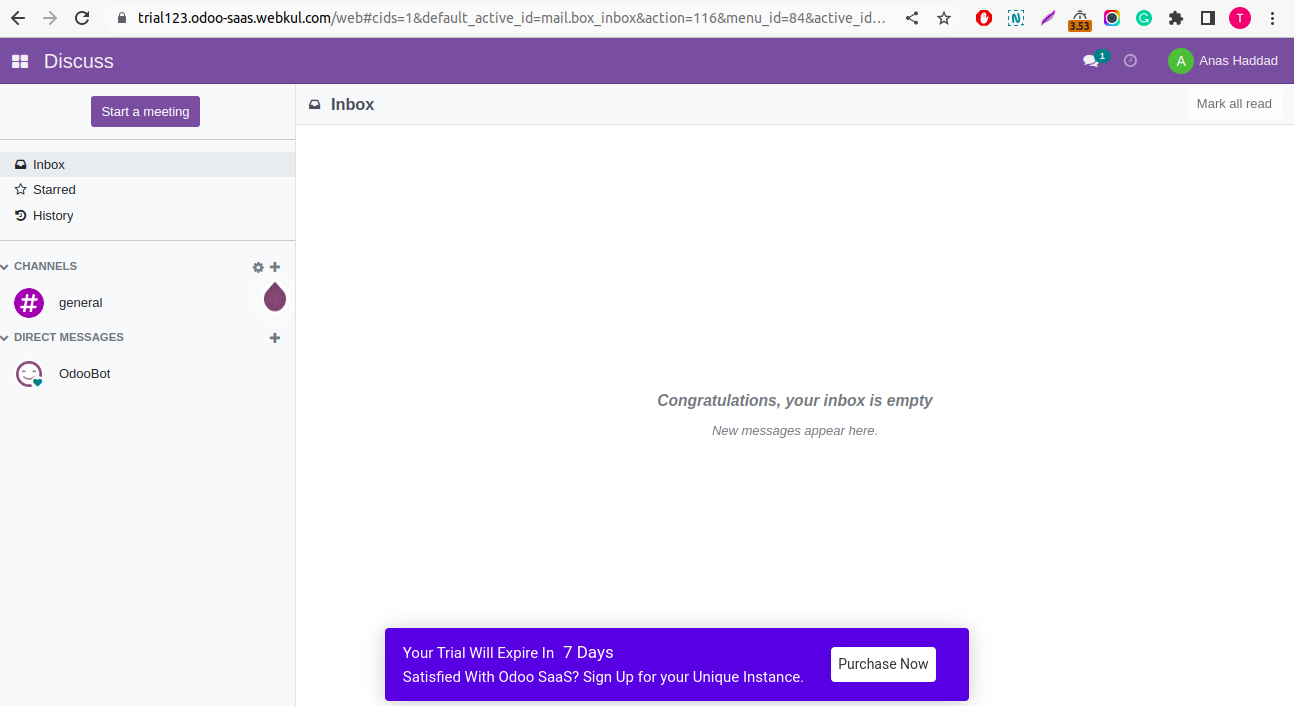 trial123.odoo-saas.webkul.com/web#cids=1&default_active_id=mail.box_inbox&action=116&menu_id=84&active_id...
3.53
T
Discuss
1
A
Anas Haddad
Start a meeting
Inbox
Mark all read
Inbox
Starred
History
CHANNELS
# general
DIRECT MESSAGES
OdooBot
Congratulations, your inbox is empty
New messages appear here.
Your Trial Will Expire In 7 Days
Satisfied With Odoo SaaS? Sign Up for your Unique Instance.
Purchase Now